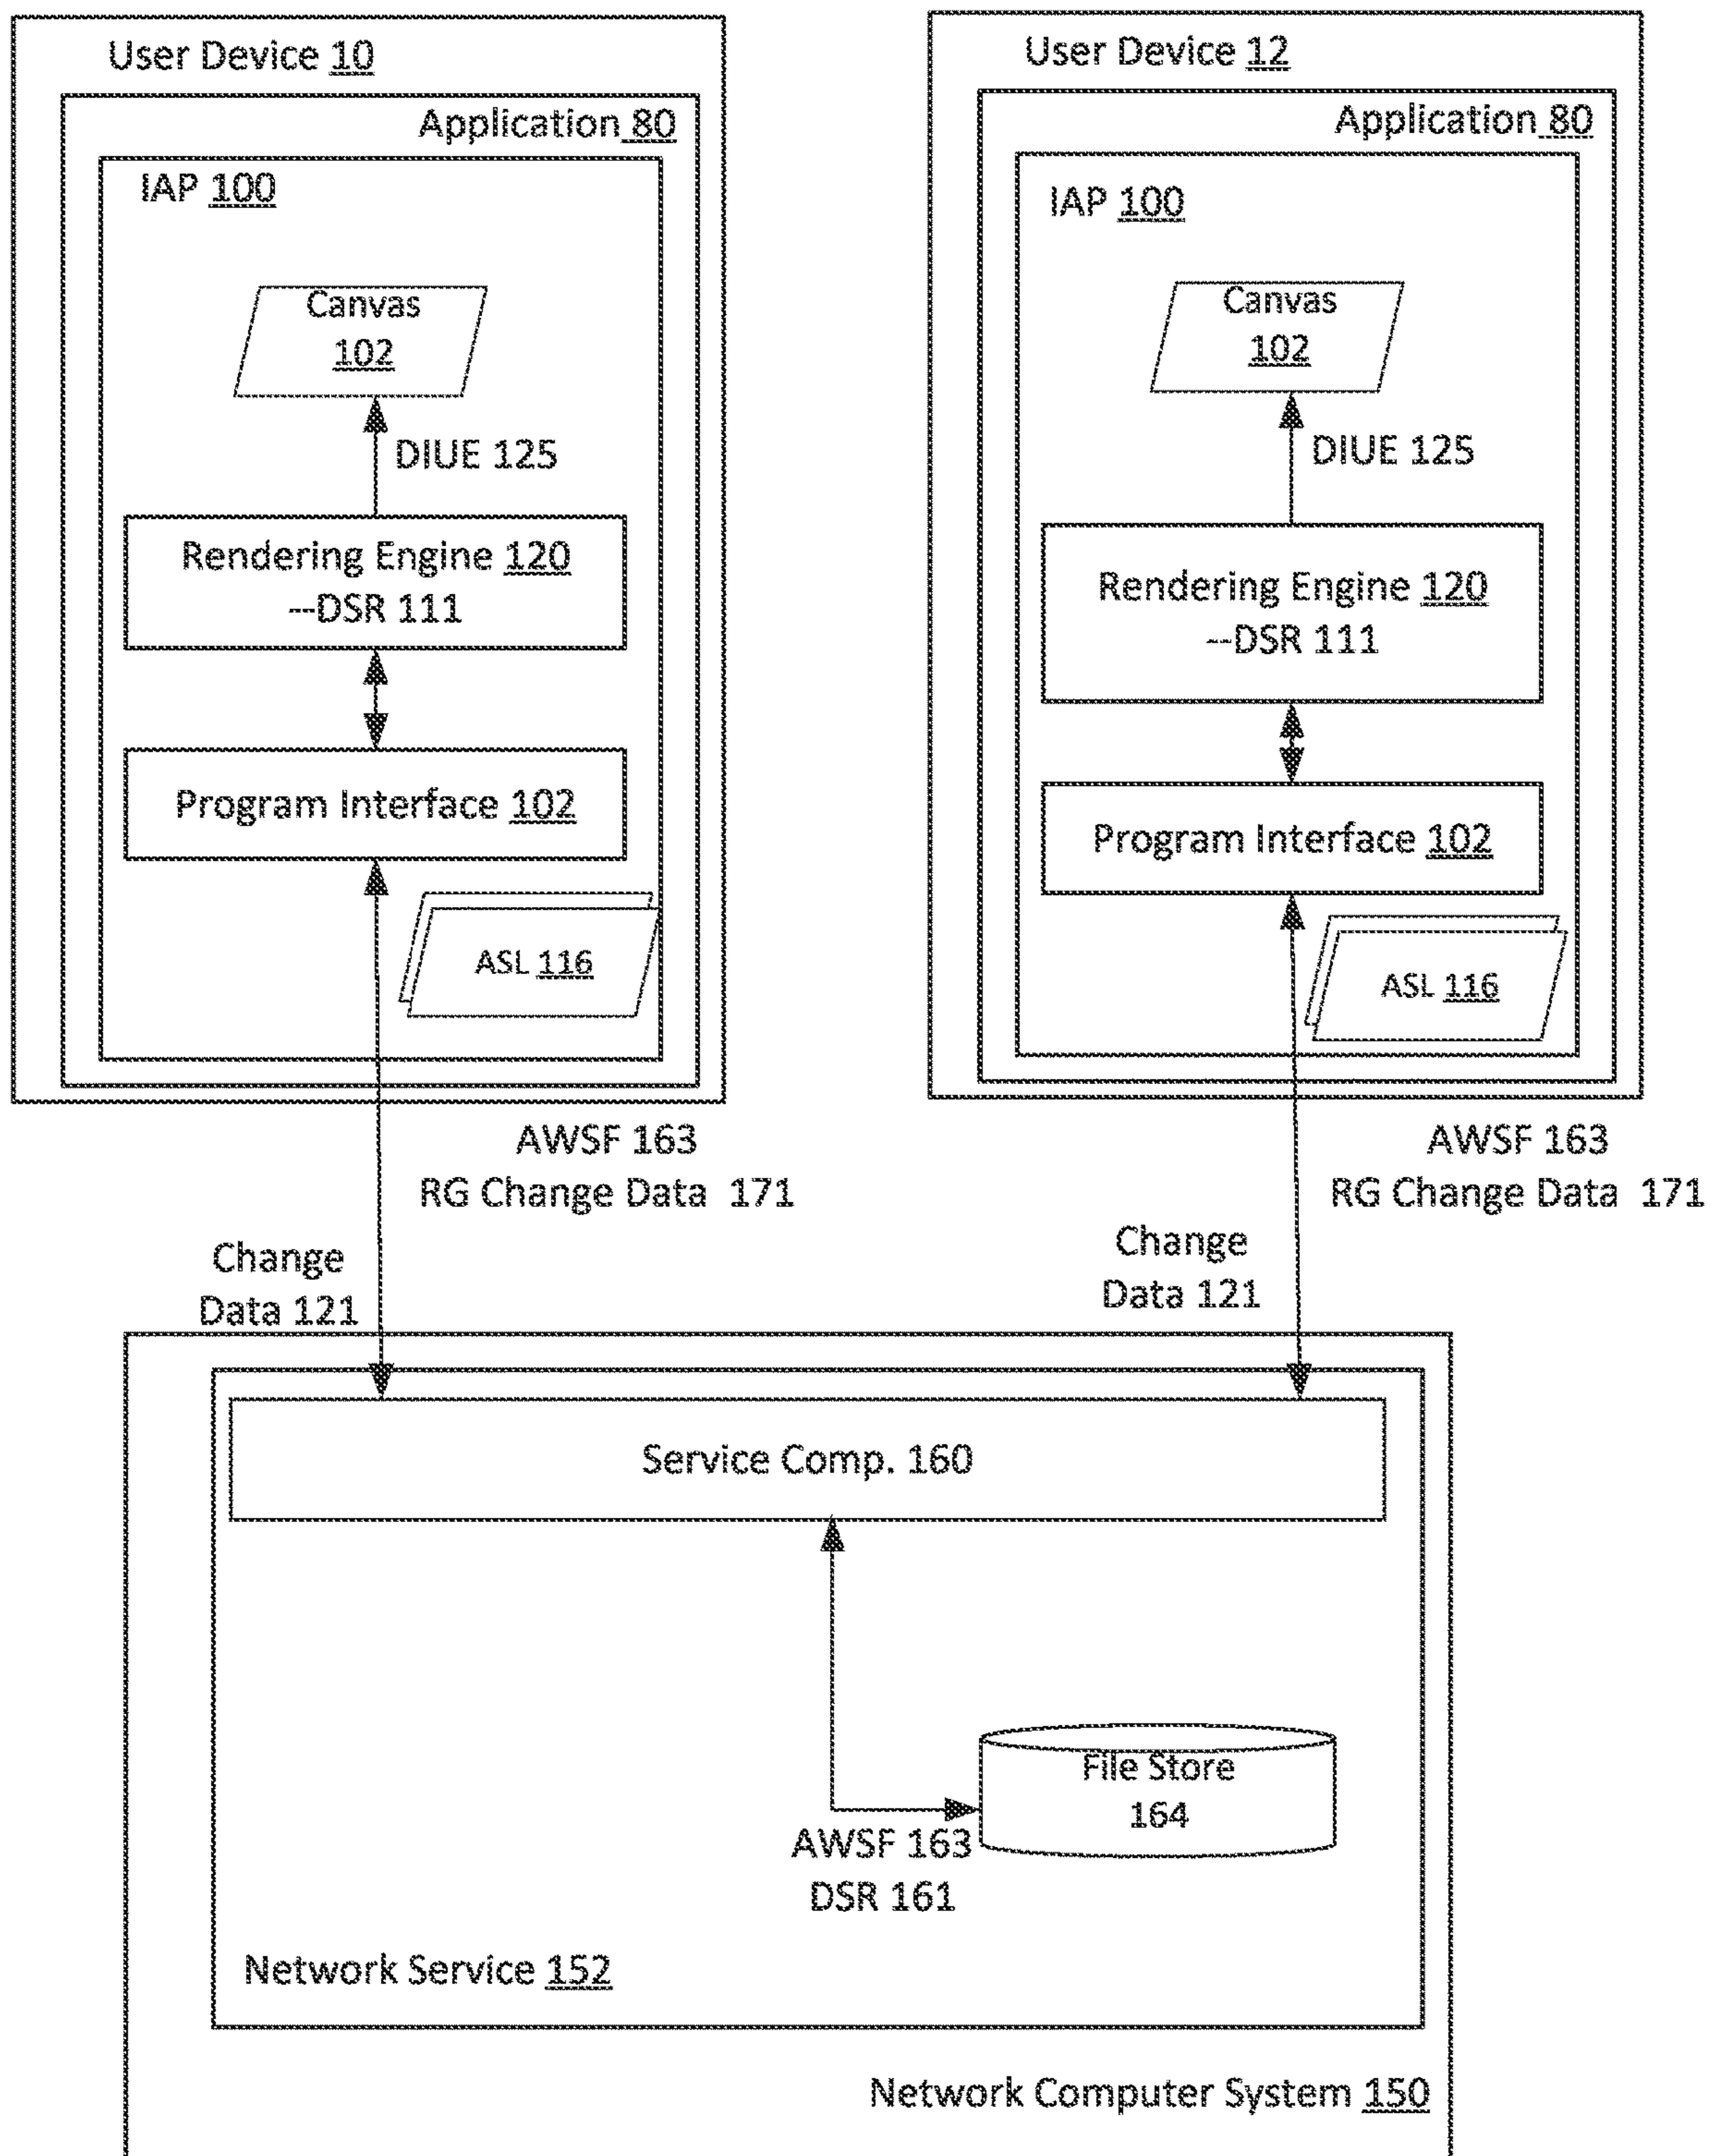 User Device 10
Application 80
IAP 100
Canvas
102
DIUE 125
Rendering Engine 120
--DSR 111
Program Interface 102
ASL 116
User Device 12
Application 80
IAP 100
Canvas
102
DIUE 125
Rendering Engine 120
--DSR 111
Program Interface 102
ASL 116
AWSF 163
RG Change Data 171
Change
Data 121
AWSF 163
RG Change Data 171
Change
Data 121
Service Comp. 160
File Store
164
AWSF 163
DSR 161
Network Service 152
Network Computer System 150